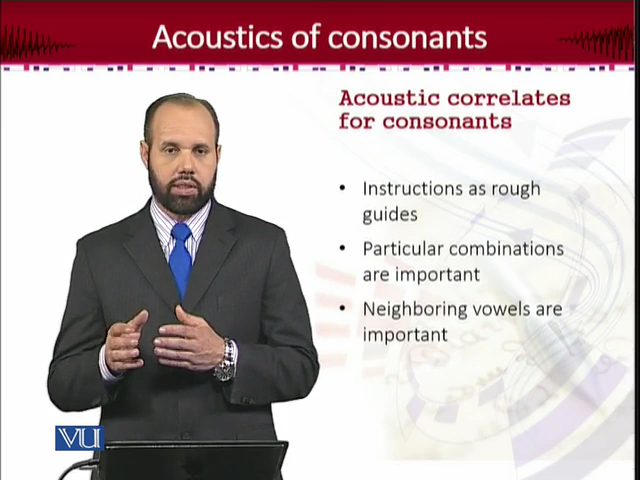 Acoustics of consonants
Acoustic correlates
for consonants
• Instructions as rough
guides
• Particular combinations
are important
• Neighboring vowels are
important
VU